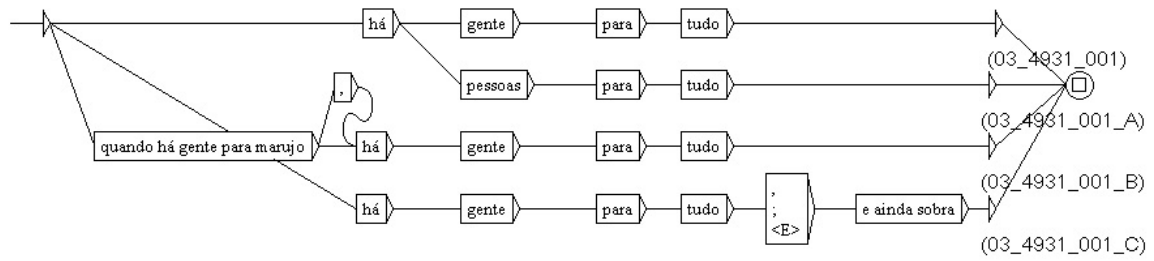 há gente para tudo
(03_4931_001)
pessoas para tudo
,
(03_4931_001_A)
quando há gente para marujo há gente para tudo
(03_4931_001_B)
há gente para tudo , e ainda sobra
;
<E>
(03_4931_001_C)